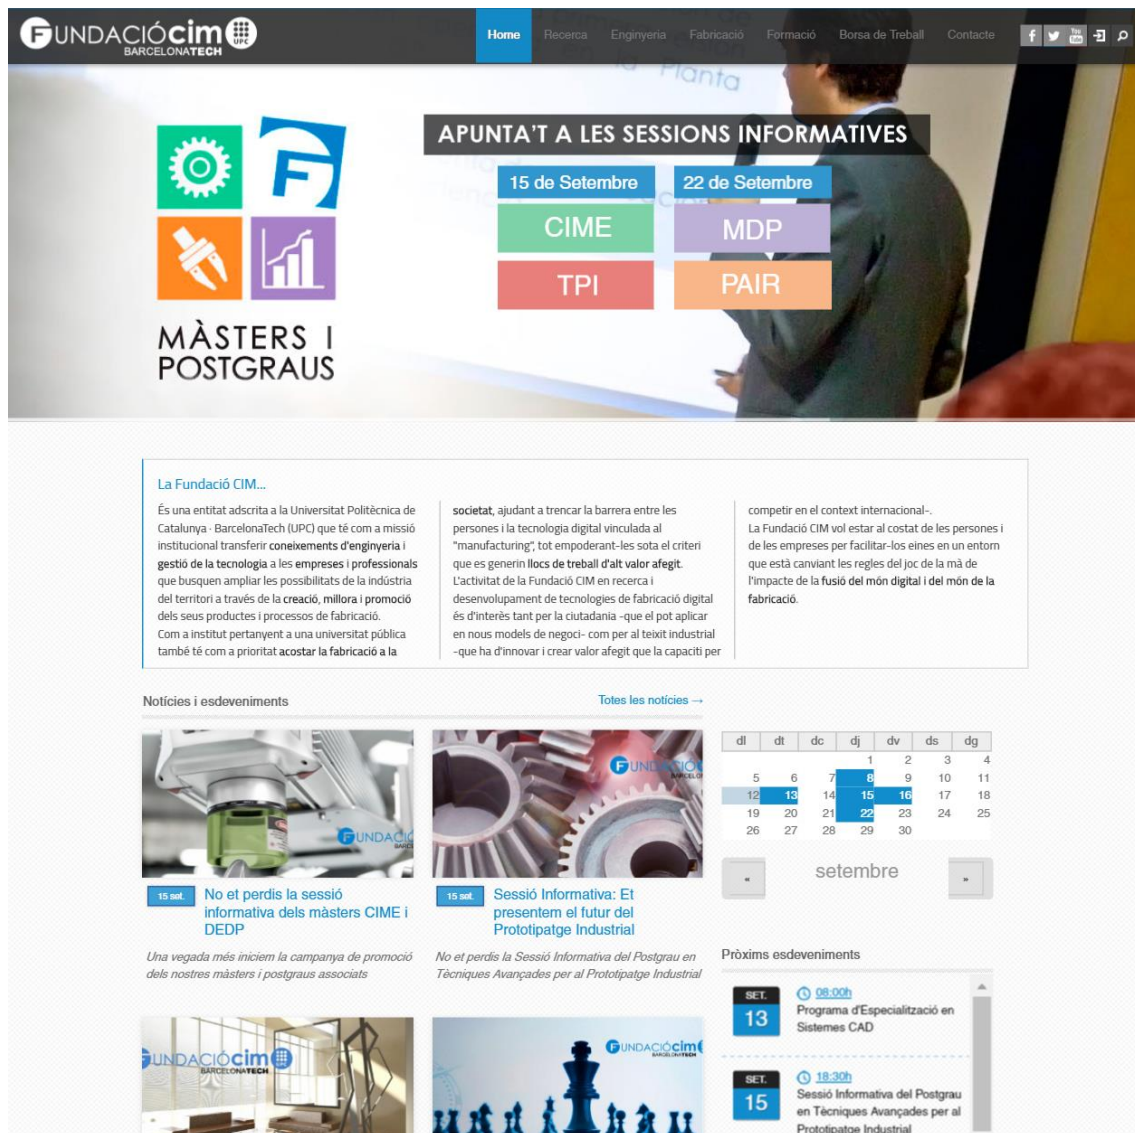 FUNDACIÓcim UPC
BARCELONATECH
Home Recerca Enginyeria Fabricació Formació Borsa de Treball Contacte
You Tube
Planta
APUNTA'T A LES SESSIONS INFORMATIVES
15 de Setembre 22 de Setembre
CIME MDP
TPI PAIR
F
MÀSTERS I
POSTGRAUS
La Fundació CIM...
És una entitat adscrita a la Universitat Politècnica de
Catalunya · BarcelonaTech (UPC) que té com a missió
institucional transferir coneixements d'enginyeria i
gestió de la tecnologia a les empreses i professionals
que busquen ampliar les possibilitats de la indústria
del territori a través de la creació, millora i promoció
dels seus productes i processos de fabricació.
Com a institut pertanyent a una universitat pública
també té com a prioritat acostar la fabricació a la
societat, ajudant a trencar la barrera entre les
persones i la tecnologia digital vinculada al
"manufacturing", tot empoderant-les sota el criteri
que es generin llocs de treball d'alt valor afegit.
L'activitat de la Fundació CIM en recerca i
desenvolupament de tecnologies de fabricació digital
és d'interès tant per la ciutadania -que el pot aplicar
en nous models de negoci- com per al teixit industrial
-que ha d'innovar i crear valor afegit que la capaciti per
competir en el context internacional-.
La Fundació CIM vol estar al costat de les persones i
de les empreses per facilitar-los eines en un entorn
que està canviant les regles del joc de la mà de
l'impacte de la fusió del món digital i del món de la
fabricació.
Notícies i esdeveniments
Totes les notícies →
FUNDACIÓ
BARC
15 set.
No et perdis la sessió
informativa dels màsters CIME i
DEDP
Una vegada més iniciem la campanya de promoció
dels nostres màsters i postgraus associats
FUNDACIÓ
BARCELO
15 set.
Sessió Informativa: Et
presentem el futur del
Prototipatge Industrial
No et perdis la Sessió Informativa del Postgrau en
Tècniques Avançades per al Prototipatge Industrial
FUNDACIÓcim
BARCELONATECH
FUNDACIÓcim
BARCELONATECH
dl dt dc dj dv ds dg
1 2 3 4
5 6 7 8 9 10 11
12 13 14 15 16 17 18
19 20 21 22 23 24 25
26 27 28 29 30
« setembre »
Pròxims esdeveniments
SET.
13
08:00h
Programa d'Especialització en
Sistemes CAD
SET.
15
18:30h
Sessió Informativa del Postgrau
en Tècniques Avançades per al
Prototipatge Industrial